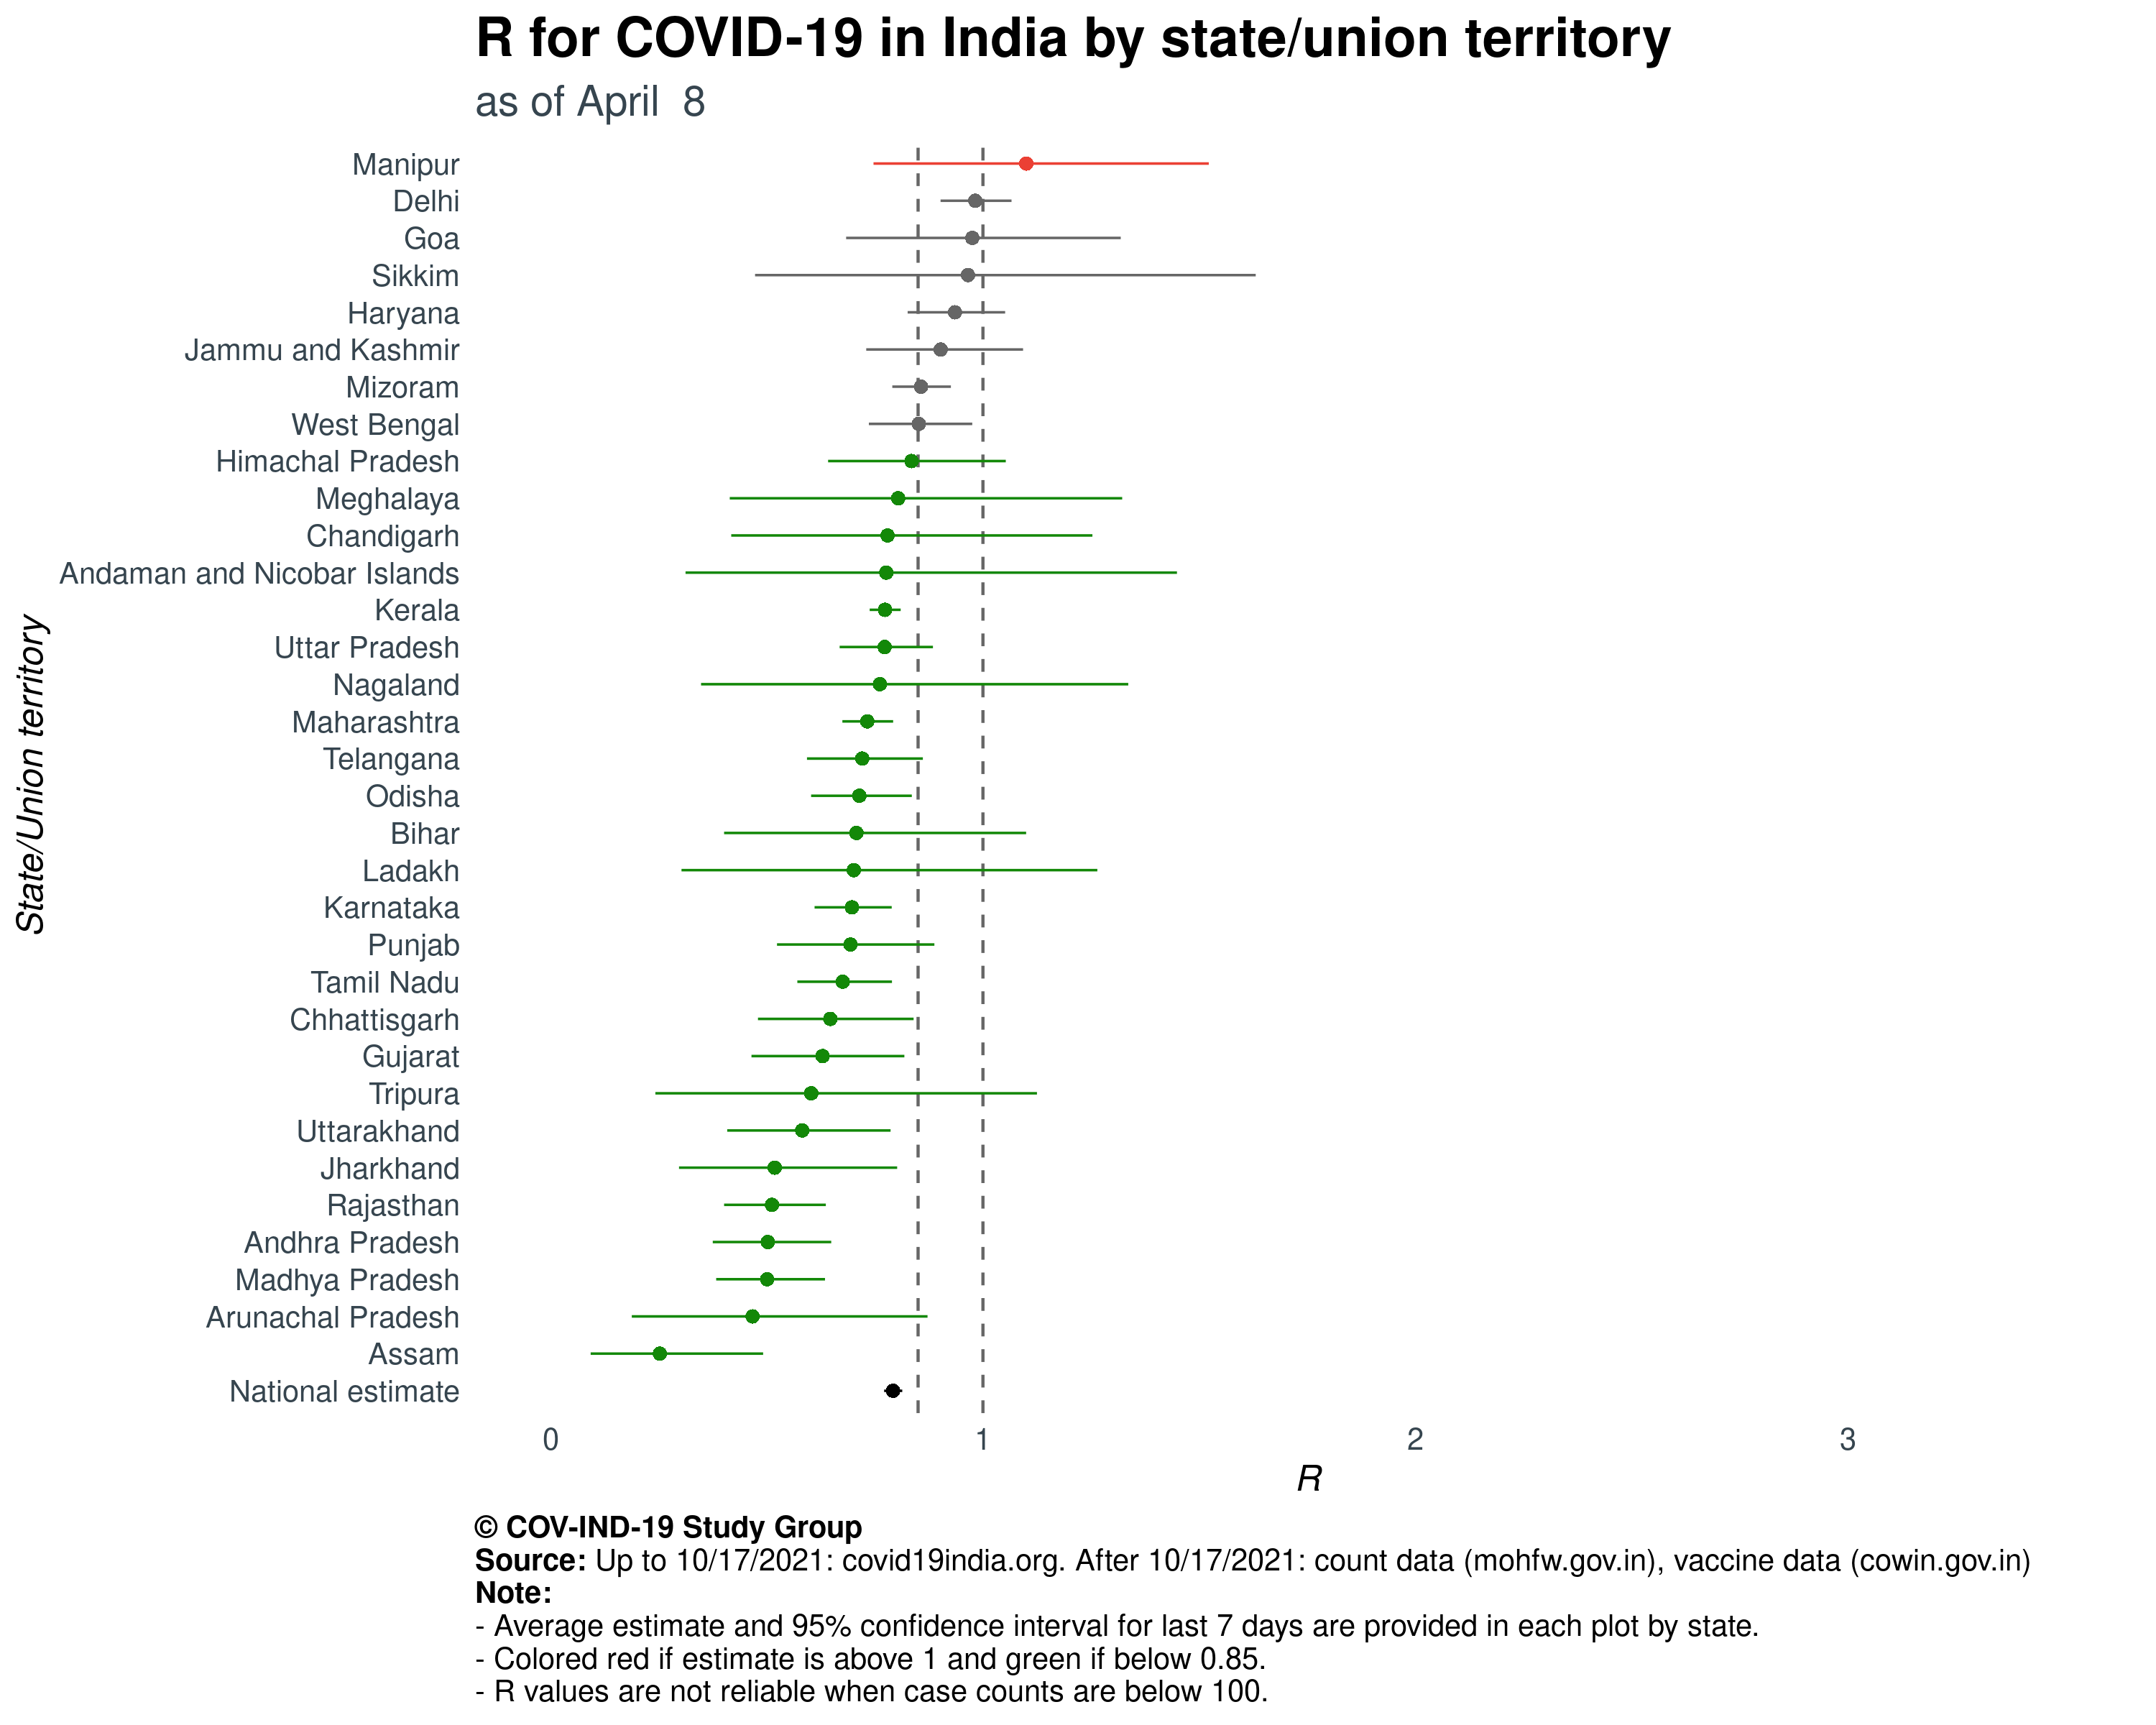 R for COVID-19 in India by state/union territory
as of April  8
Manipur
Delhi
Goa
Sikkim
Haryana
Jammu and Kashmir
Mizoram
West Bengal
Himachal Pradesh
Meghalaya
Chandigarh
Andaman and Nicobar Islands
Kerala
Uttar Pradesh
Nagaland
Maharashtra
Telangana
Odisha
Bihar
Ladakh
Karnataka
Punjab
Tamil Nadu
Chhattisgarh
Gujarat
Tripura
Uttarakhand
Jharkhand
Rajasthan
Andhra Pradesh
Madhya Pradesh
Arunachal Pradesh
Assam
National estimate
State/Union territory
0 1 2 3
R
© COV-IND-19 Study Group
Source: Up to 10/17/2021: covid19india.org. After 10/17/2021: count data (mohfw.gov.in), vaccine data (cowin.gov.in)
Note:
- Average estimate and 95% confidence interval for last 7 days are provided in each plot by state.
- Colored red if estimate is above 1 and green if below 0.85.
- R values are not reliable when case counts are below 100.